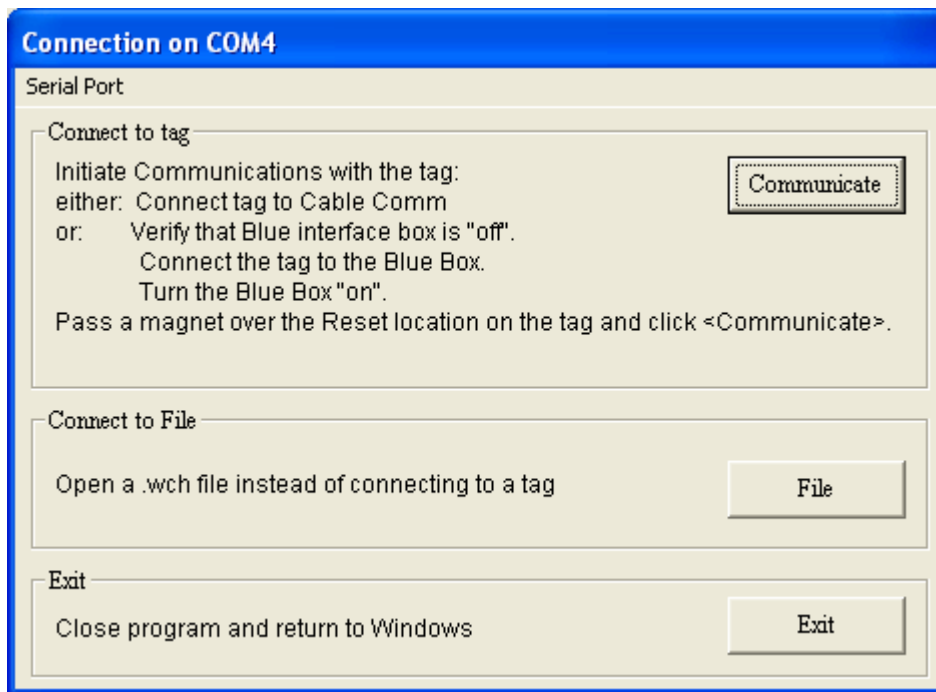 Connection on COM4
Serial Port
Connect to tag
Initiate Communications with the tag:
Communicate
either: Connect tag to Cable Comm
or: Verify that Blue interface box is "off".
Connect the tag to the Blue Box.
Turn the Blue Box "on".
Pass a magnet over the Reset location on the tag and click <Communicate>.
Connect to File
Open a .wch file instead of connecting to a tag
File
Exit
Close program and return to Windows
Exit